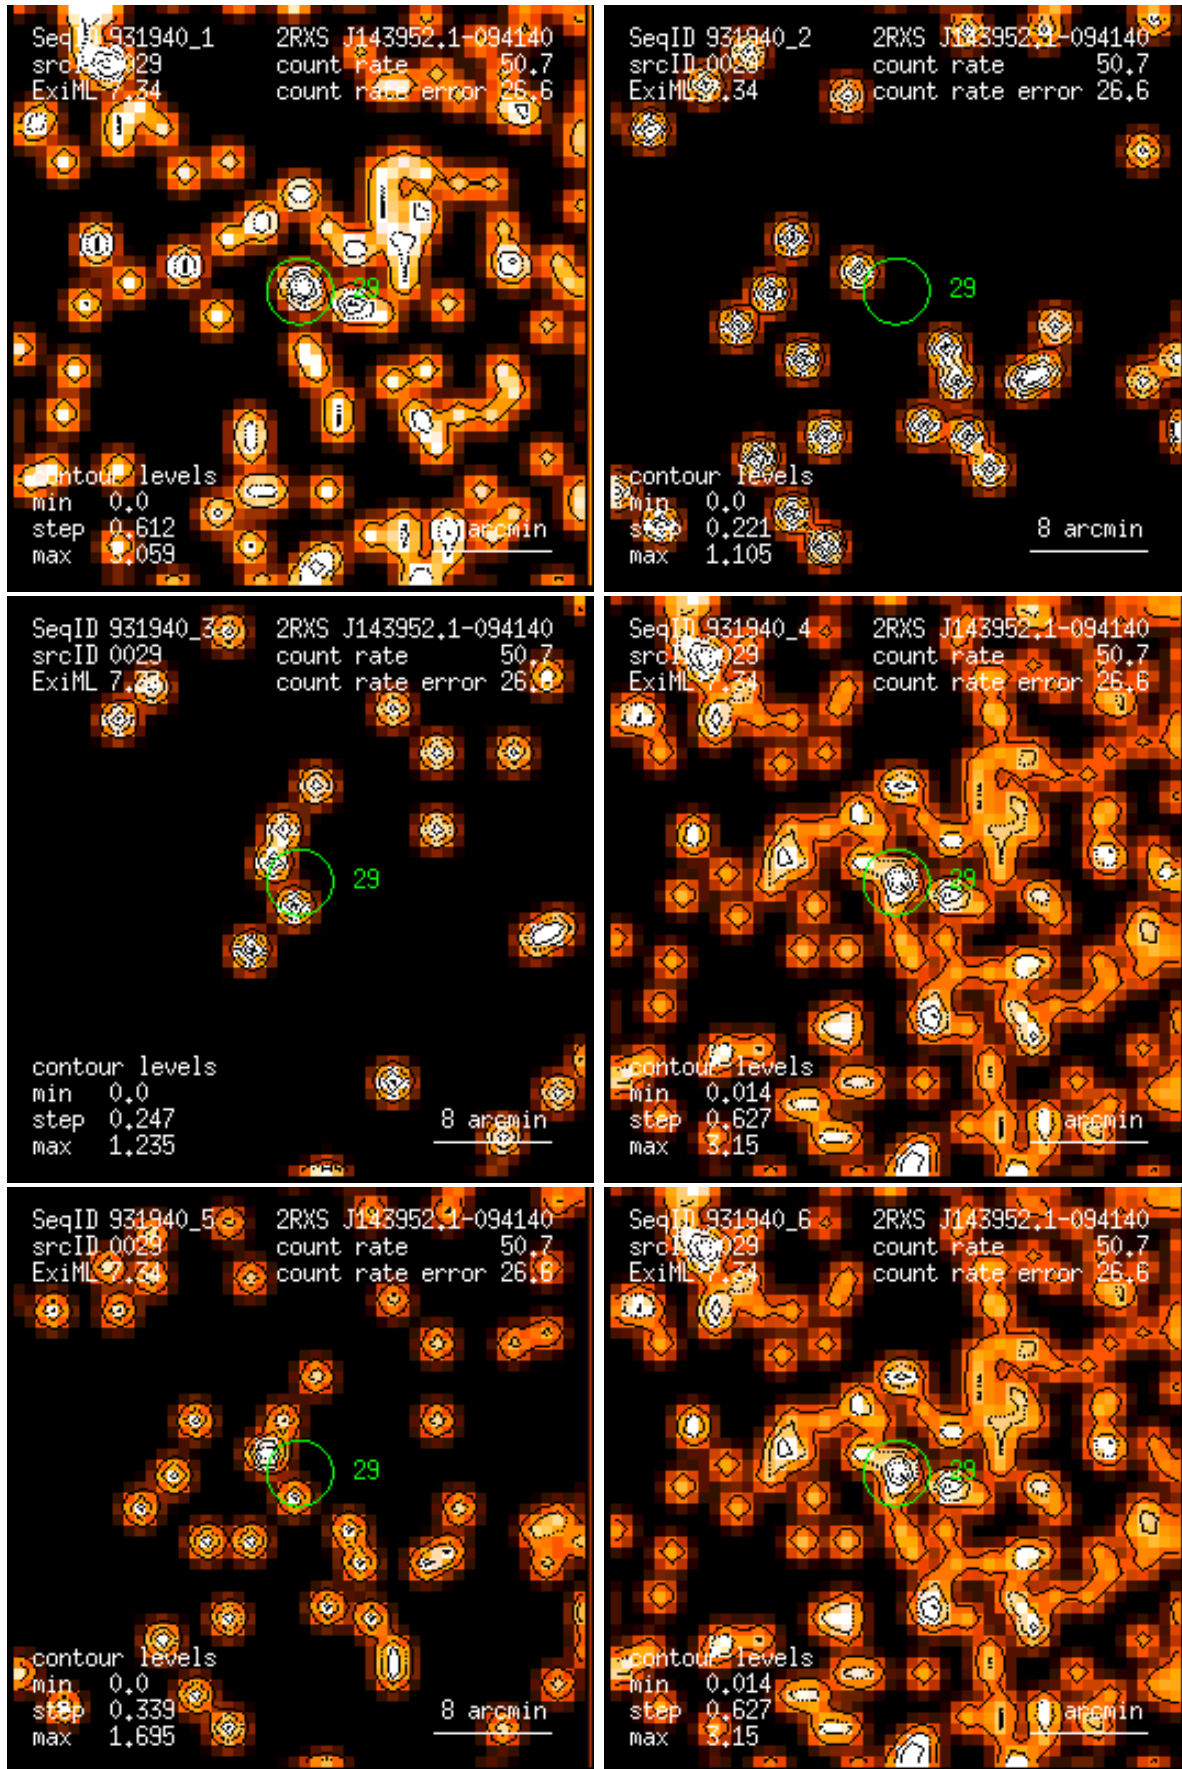 SeqID 931940_1 2RXS J143952.1-094140
srcID 0029 count rate 50.7
ExiML 7.34 count rate error 26.6
29
contour levels
min 0.0
step 0.612
max 3.059
8 arcmin
SeqID 931940_2 2RXS J143952.1-094140
srcID 0029 count rate 50.7
ExiML 7.34 count rate error 26.6
29
contour levels
min 0.0
step 0.221
max 1.105
8 arcmin
SeqID 931940_3 2RXS J143952.1-094140
srcID 0029 count rate 50.7
ExiML 7.34 count rate error 26.6
29
contour levels
min 0.0
step 0.247
max 1.235
8 arcmin
SeqID 931940_4 2RXS J143952.1-094140
srcID 0029 count rate 50.7
ExiML 7.34 count rate error 26.6
29
contour levels
min 0.014
step 0.627
max 3.15
8 arcmin
SeqID 931940_5 2RXS J143952.1-094140
srcID 0029 count rate 50.7
ExiML 7.34 count rate error 26.6
29
contour levels
min 0.0
step 0.339
max 1.695
8 arcmin
SeqID 931940_6 2RXS J143952.1-094140
srcID 0029 count rate 50.7
ExiML 7.34 count rate error 26.6
29
contour levels
min 0.014
step 0.627
max 3.15
8 arcmin